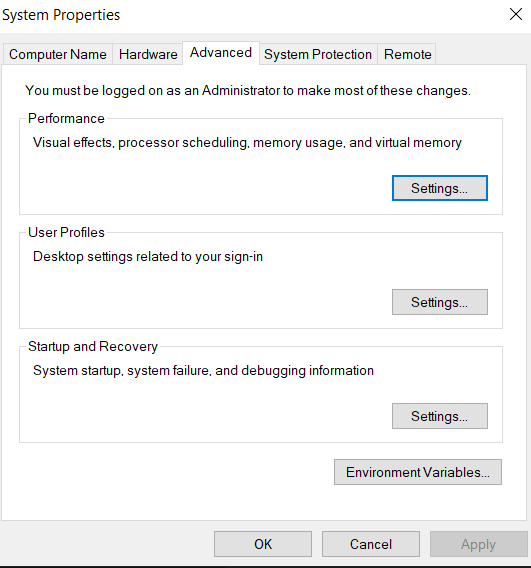 System Properties
Computer Name Hardware Advanced System Protection Remote
You must be logged on as an Administrator to make most of these changes.
Performance
Visual effects, processor scheduling, memory usage, and virtual memory
Settings...
User Profiles
Desktop settings related to your sign-in
Settings...
Startup and Recovery
System startup, system failure, and debugging information
Settings...
Environment Variables...
OK Cancel Apply